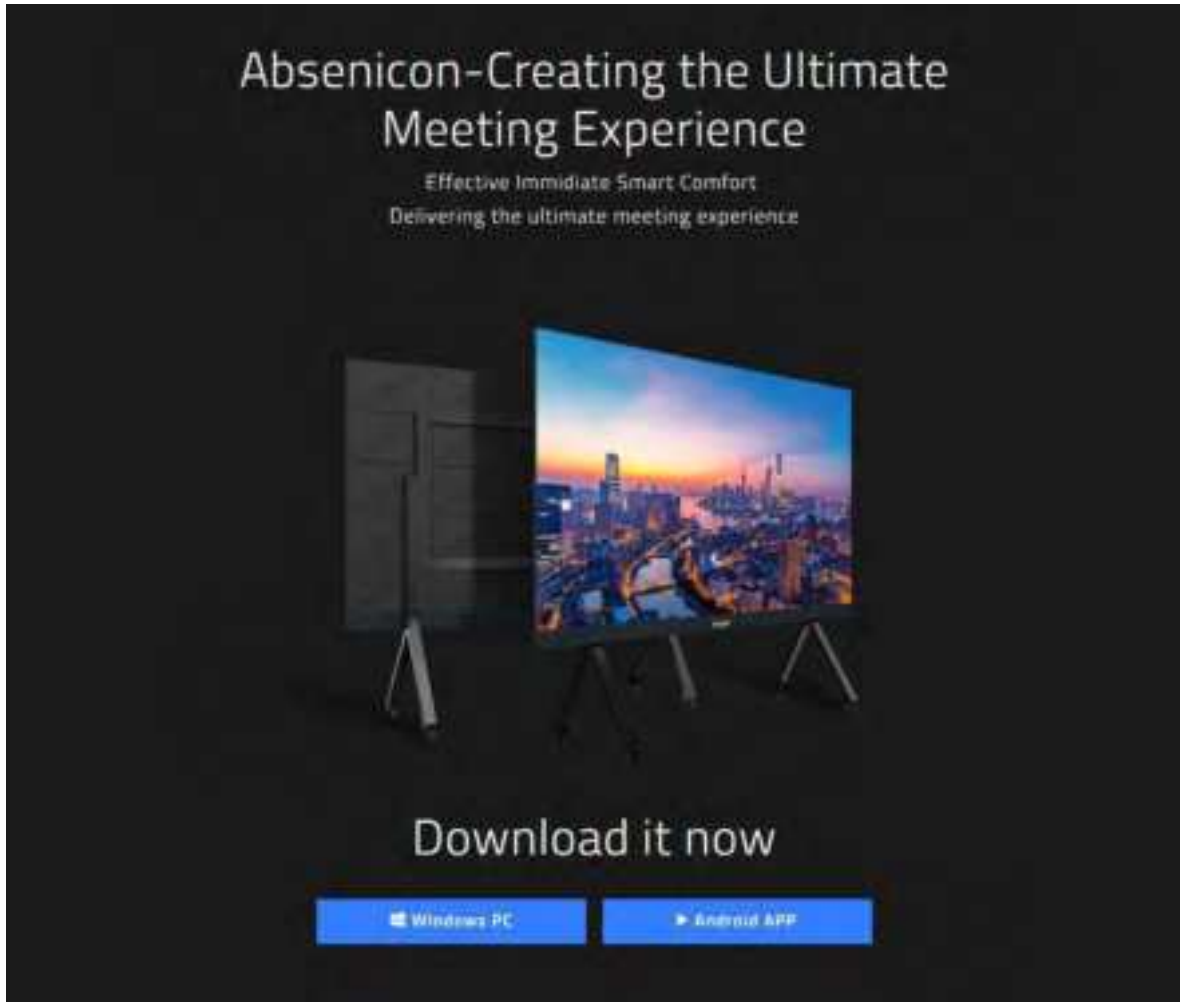 Absenicon-Creating the Ultimate
Meeting Experience
Effective Immidiate Smart Comfort
Delivering the ultimate meeting experience
Download it now
Windows PC
Android APP